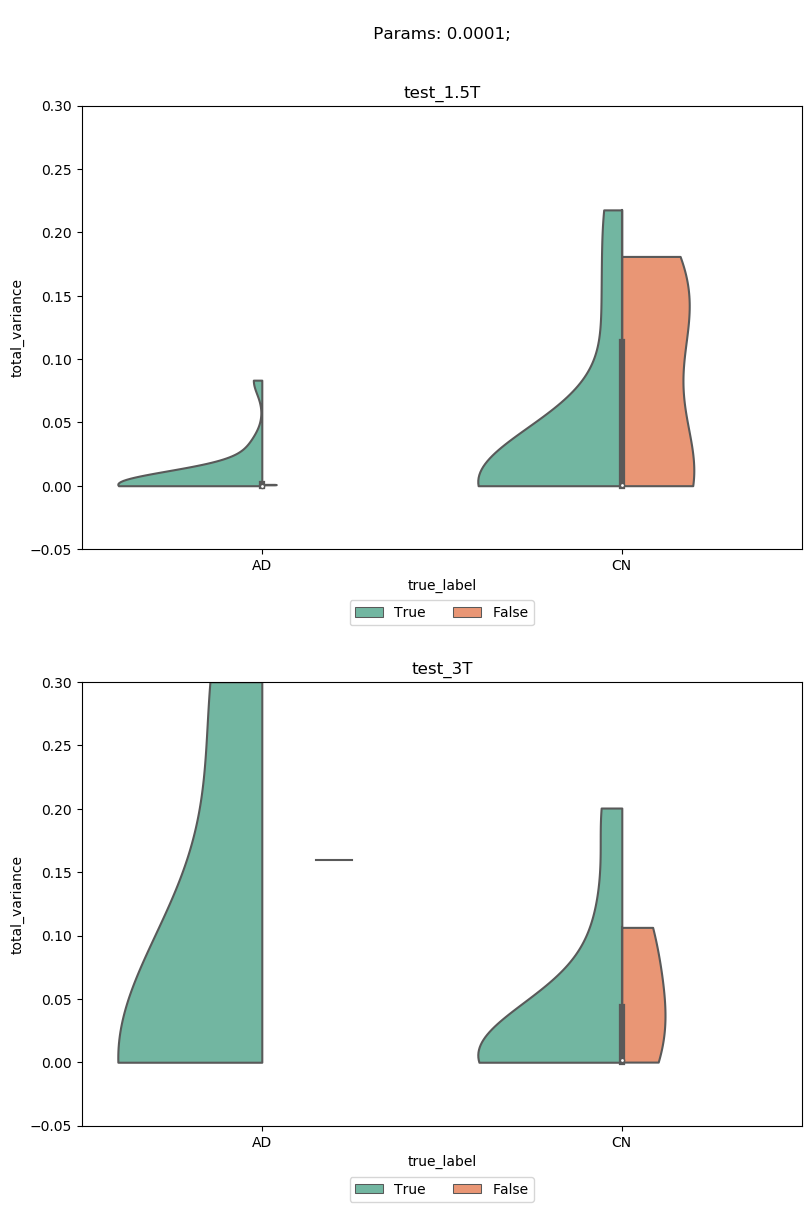 Params: 0.0001;
test_1.5T
0.30
0.25
0.20
0.15
0.10
0.05
0.00
−0.05
total_variance
AD CN
true_label
True False
test_3T
0.30
0.25
0.20
0.15
0.10
0.05
0.00
−0.05
total_variance
AD CN
true_label
True False